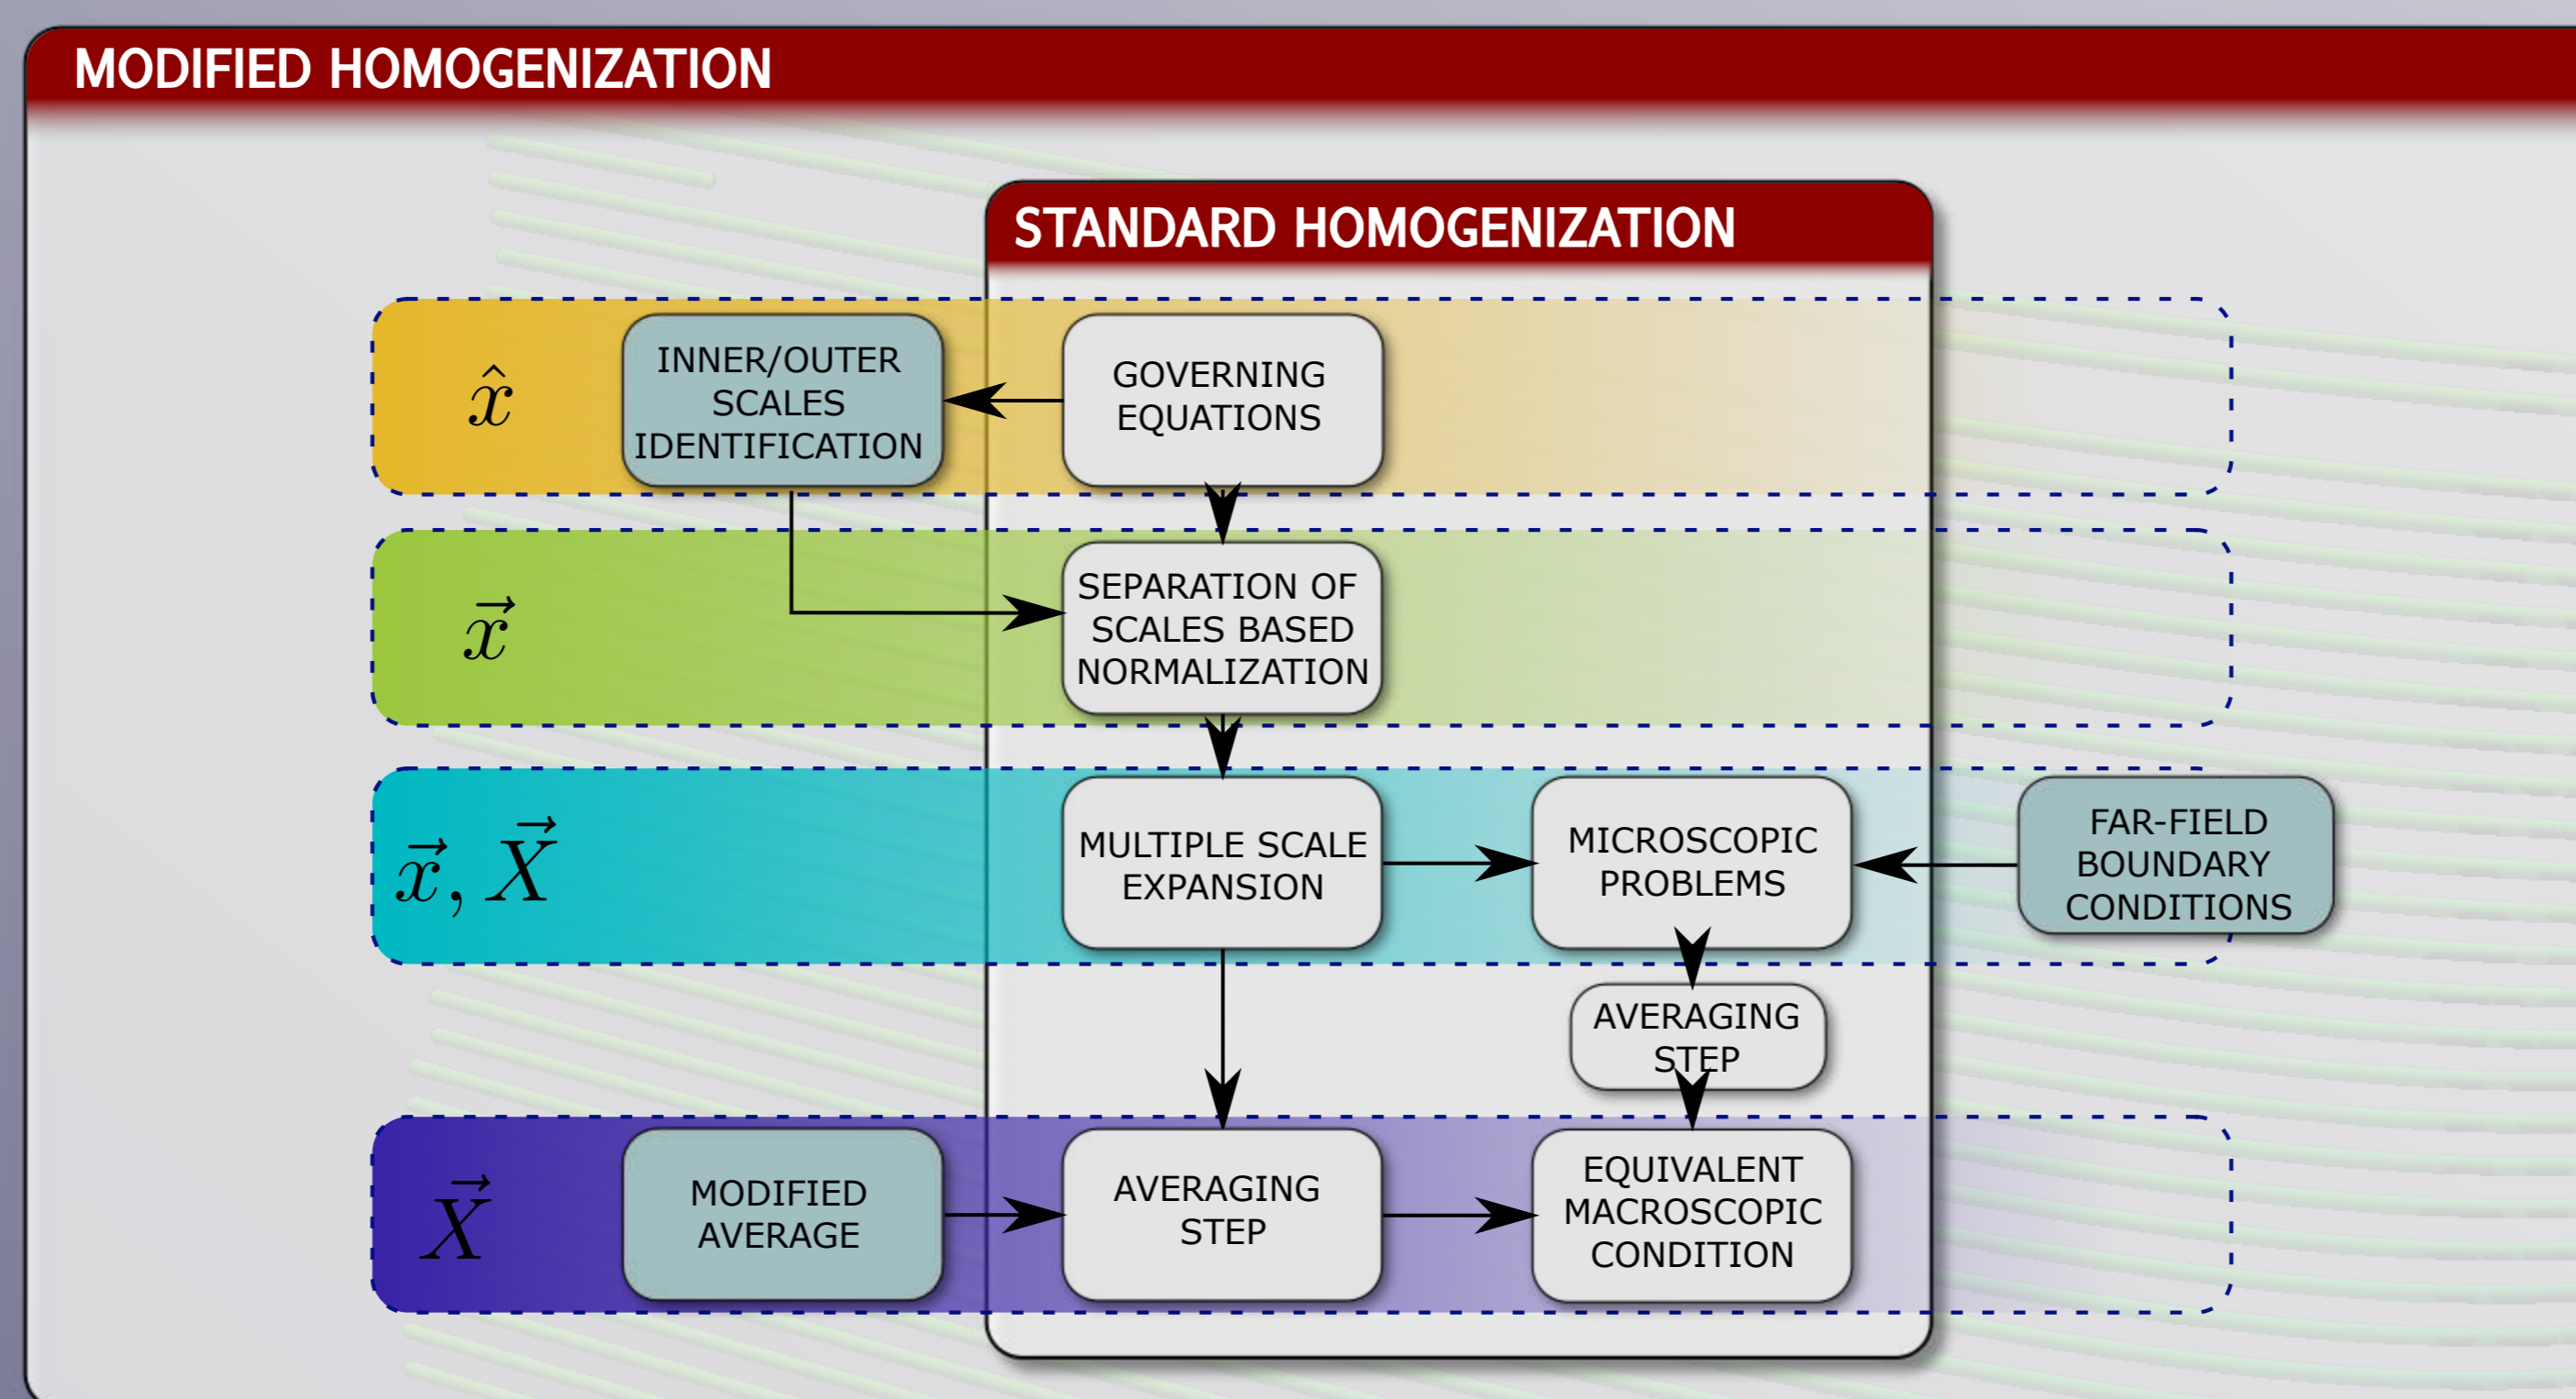 MODIFIED HOMOGENIZATION
STANDARD HOMOGENIZATION
x̂
INNER/OUTER
SCALES
IDENTIFICATION
GOVERNING
EQUATIONS
x⃗
SEPARATION OF
SCALES BASED
NORMALIZATION
x⃗, X⃗
MULTIPLE SCALE
EXPANSION
MICROSCOPIC
PROBLEMS
FAR-FIELD
BOUNDARY
CONDITIONS
AVERAGING
STEP
X⃗
MODIFIED
AVERAGE
AVERAGING
STEP
EQUIVALENT
MACROSCOPIC
CONDITION